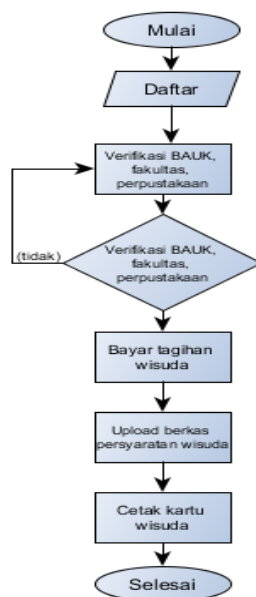 Mulai
Daftar
Verifikasi BAUK,
fakultas,
perpustakaan
(tidak)
Verifikasi BAUK,
fakultas,
perpustakaan
Bayar tagihan
wisuda
Upload berkas
persyaratan wisuda
Cetak kartu
wisuda
Selesai